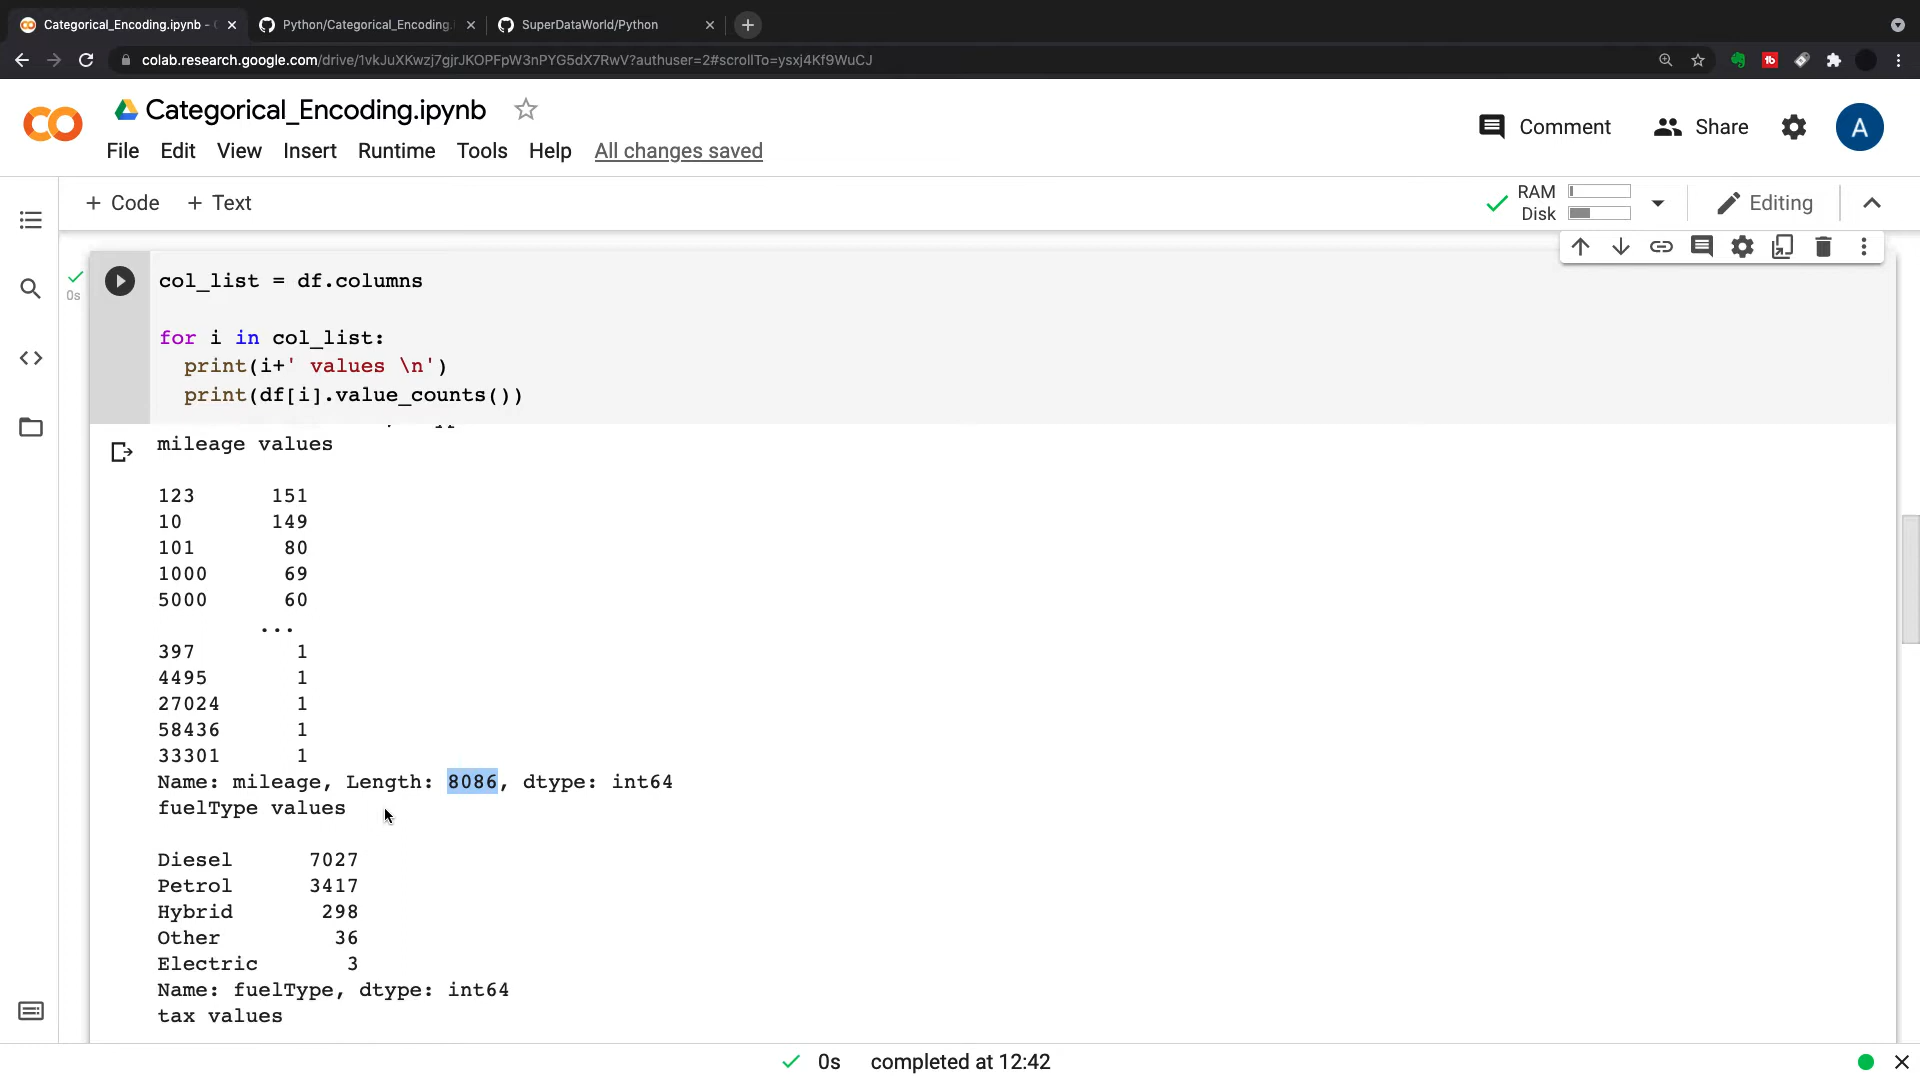 Categorical_Encoding.ipynb -
Python/Categorical_Encoding.
SuperDataWorld/Python
colab.research.google.com/drive/1vkJuXKwzj7gjrJKOPFpW3nPYG5dX7RwV?authuser=2#scrollTo=ysxj4Kf9WuCJ
Categorical_Encoding.ipynb
Comment
Share
A
File Edit View Insert Runtime Tools Help All changes saved
+ Code + Text
RAM
Disk
Editing
0s
col_list = df.columns
for i in col_list:
print(i+' values \n')
print(df[i].value_counts())
mileage values
123 151
10 149
101 80
1000 69
5000 60
...
397 1
4495 1
27024 1
58436 1
33301 1
Name: mileage, Length: 8086, dtype: int64
fuelType values
Diesel 7027
Petrol 3417
Hybrid 298
Other 36
Electric 3
Name: fuelType, dtype: int64
tax values
0s completed at 12:42